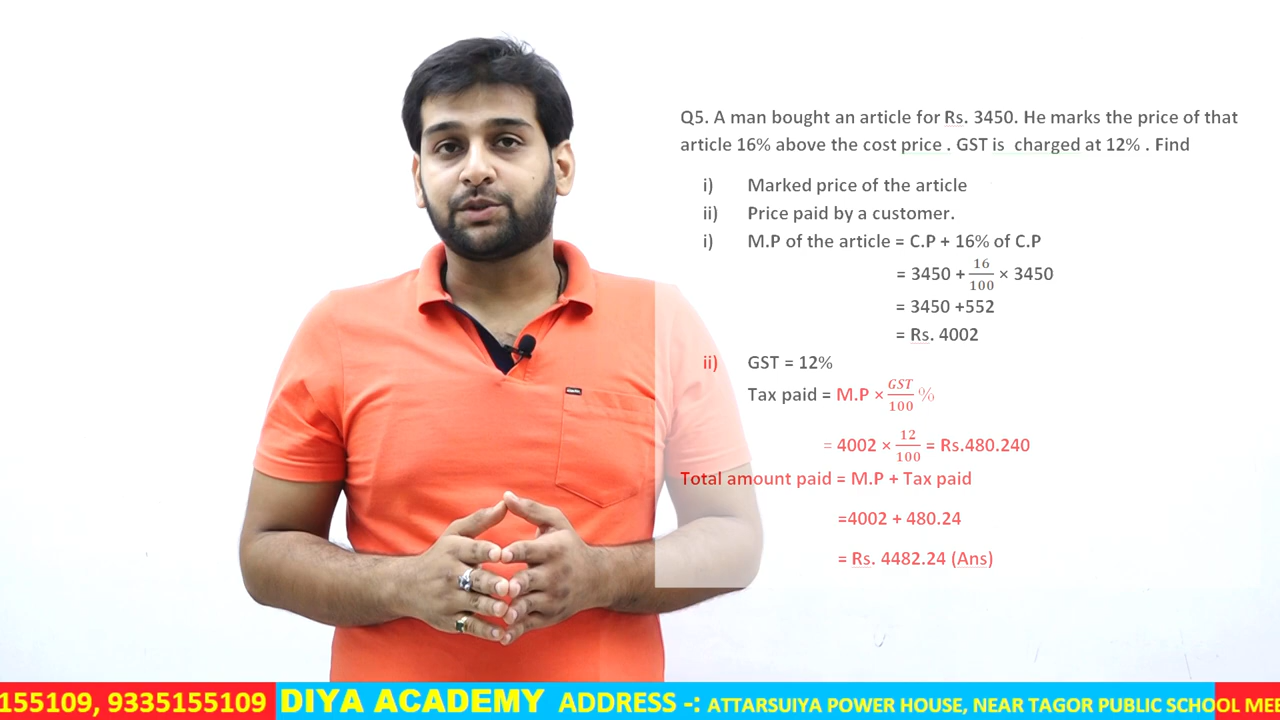 Q5. A man bought an article for Rs. 3450. He marks the price of that
article 16% above the cost price . GST is  charged at 12% . Find
i) Marked price of the article
ii) Price paid by a customer.
i) M.P of the article = C.P + 16% of C.P
= 3450 + 16/100 × 3450
= 3450 +552
= Rs. 4002
ii) GST = 12%
Tax paid = M.P × GST/100 %
= 4002 × 12/100 = Rs.480.240
Total amount paid = M.P + Tax paid
=4002 + 480.24
= Rs. 4482.24 (Ans)
155109, 9335155109 DIYA ACADEMY ADDRESS -: ATTARSUIYA POWER HOUSE, NEAR TAGOR PUBLIC SCHOOL MEE